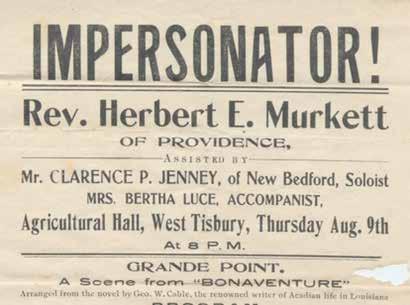 IMPERSONATOR!
Rev. Herbert E. Murkett
OF PROVIDENCE,
ASSISTED BY
Mr. CLARENCE P. JENNEY, of New Bedford, Soloist
MRS. BERTHA LUCE, ACCOMPANIST,
Agricultural Hall, West Tisbury, Thursday Aug. 9th
At 8 P.M.
GRANDE POINT.
A Scene from "BONAVENTURE"
Arranged from the novel by Geo. W. Cable, the renowned writer of Acadian life in Louisiana
PROGRAM